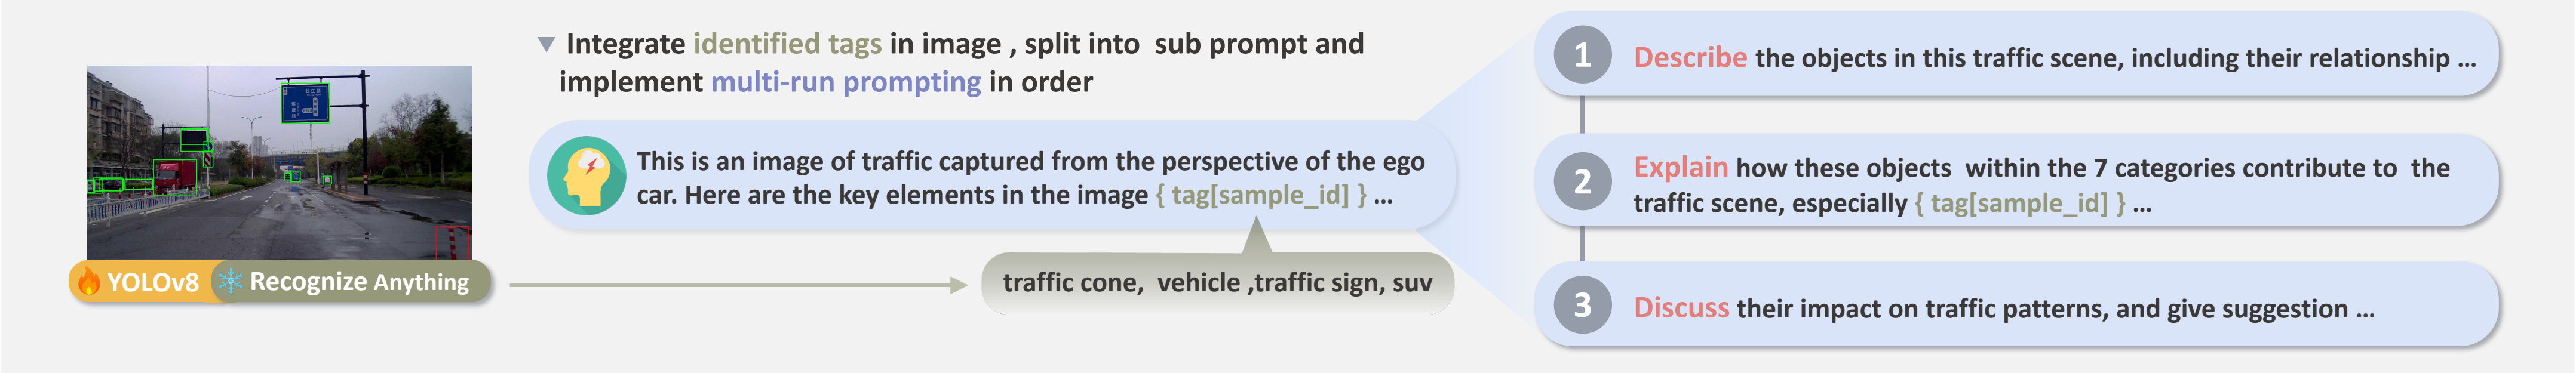 Integrate identified tags in image , split into sub prompt and
implement multi-run prompting in order
This is an image of traffic captured from the perspective of the ego
car. Here are the key elements in the image { tag[sample_id] } ...
YOLOv8
Recognize Anything
traffic cone, vehicle ,traffic sign, suv
1
Describe the objects in this traffic scene, including their relationship ...
2
Explain how these objects within the 7 categories contribute to the
traffic scene, especially { tag[sample_id] } ...
3
Discuss their impact on traffic patterns, and give suggestion ...